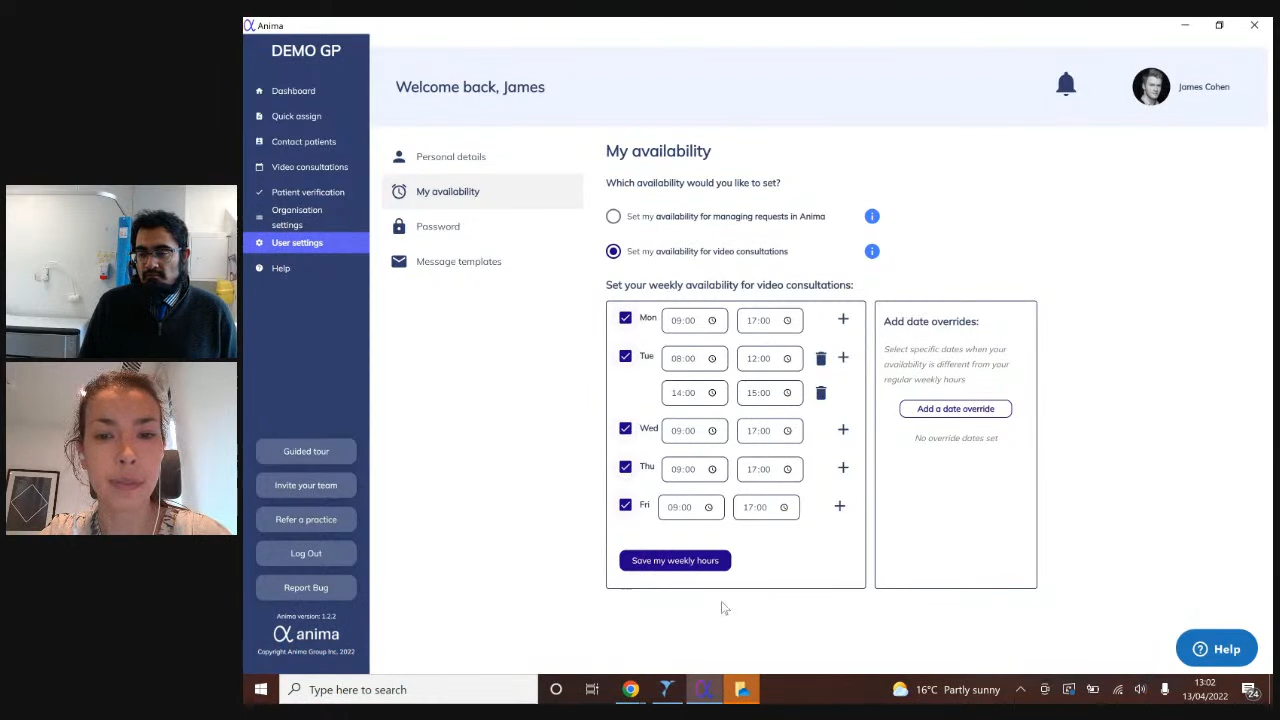 Anima
DEMO GP
Dashboard
Quick assign
Contact patients
Video consultations
Patient verification
Organisation
settings
User settings
Help
Guided tour
Invite your team
Refer a practice
Log Out
Report Bug
Anima version: 1.2.2
anima
Copyright Anima Group Inc, 2022
Welcome back, James
James Cohen
Personal details
My availability
Password
Message templates
My availability
Which availability would you like to set?
Set my availability for managing requests in Anima
Set my availability for video consultations
Set your weekly availability for video consultations:
Mon 09:00 17:00
Tue 08:00 12:00
14:00 15:00
Wed 09:00 17:00
Thu 09:00 17:00
Fri 09:00 17:00
Save my weekly hours
Add date overrides:
Select specific dates when your
availability is different from your
regular weekly hours
Add a date override
No override dates set
Help
Type here to search
16°C Partly sunny
13:02
13/04/2022
24